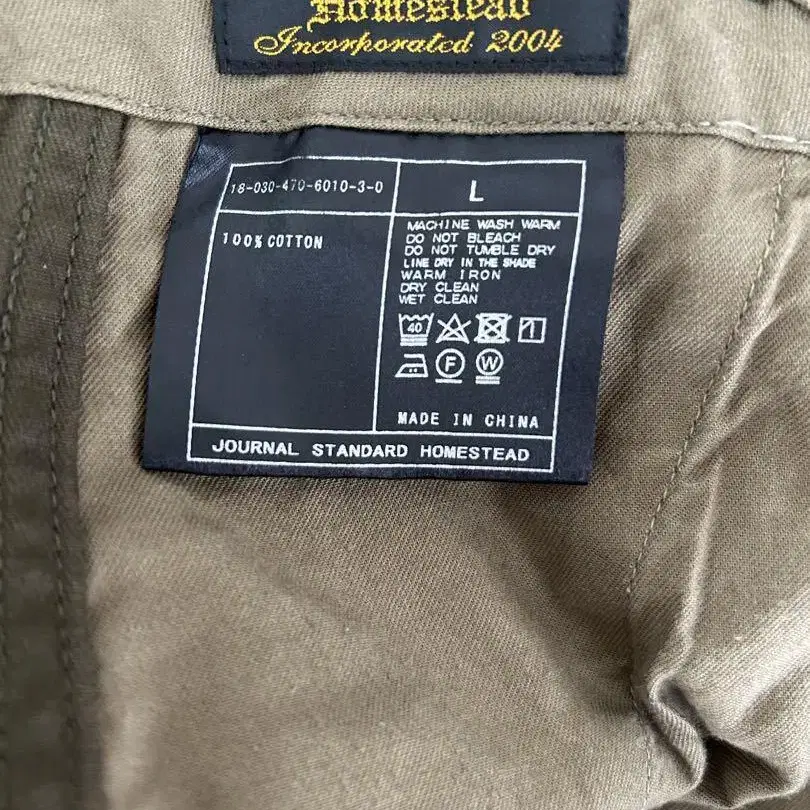 Homestead
Incorporated 2004
18-030-470-6010-3-0
L
100% COTTON
MACHINE WASH WARM
DO NOT BLEACH
DO NOT TUMBLE DRY
LINE DRY IN THE SHADE
WARM IRON
DRY CLEAN
WET CLEAN
40
F W
MADE IN CHINA
JOURNAL STANDARD HOMESTEAD